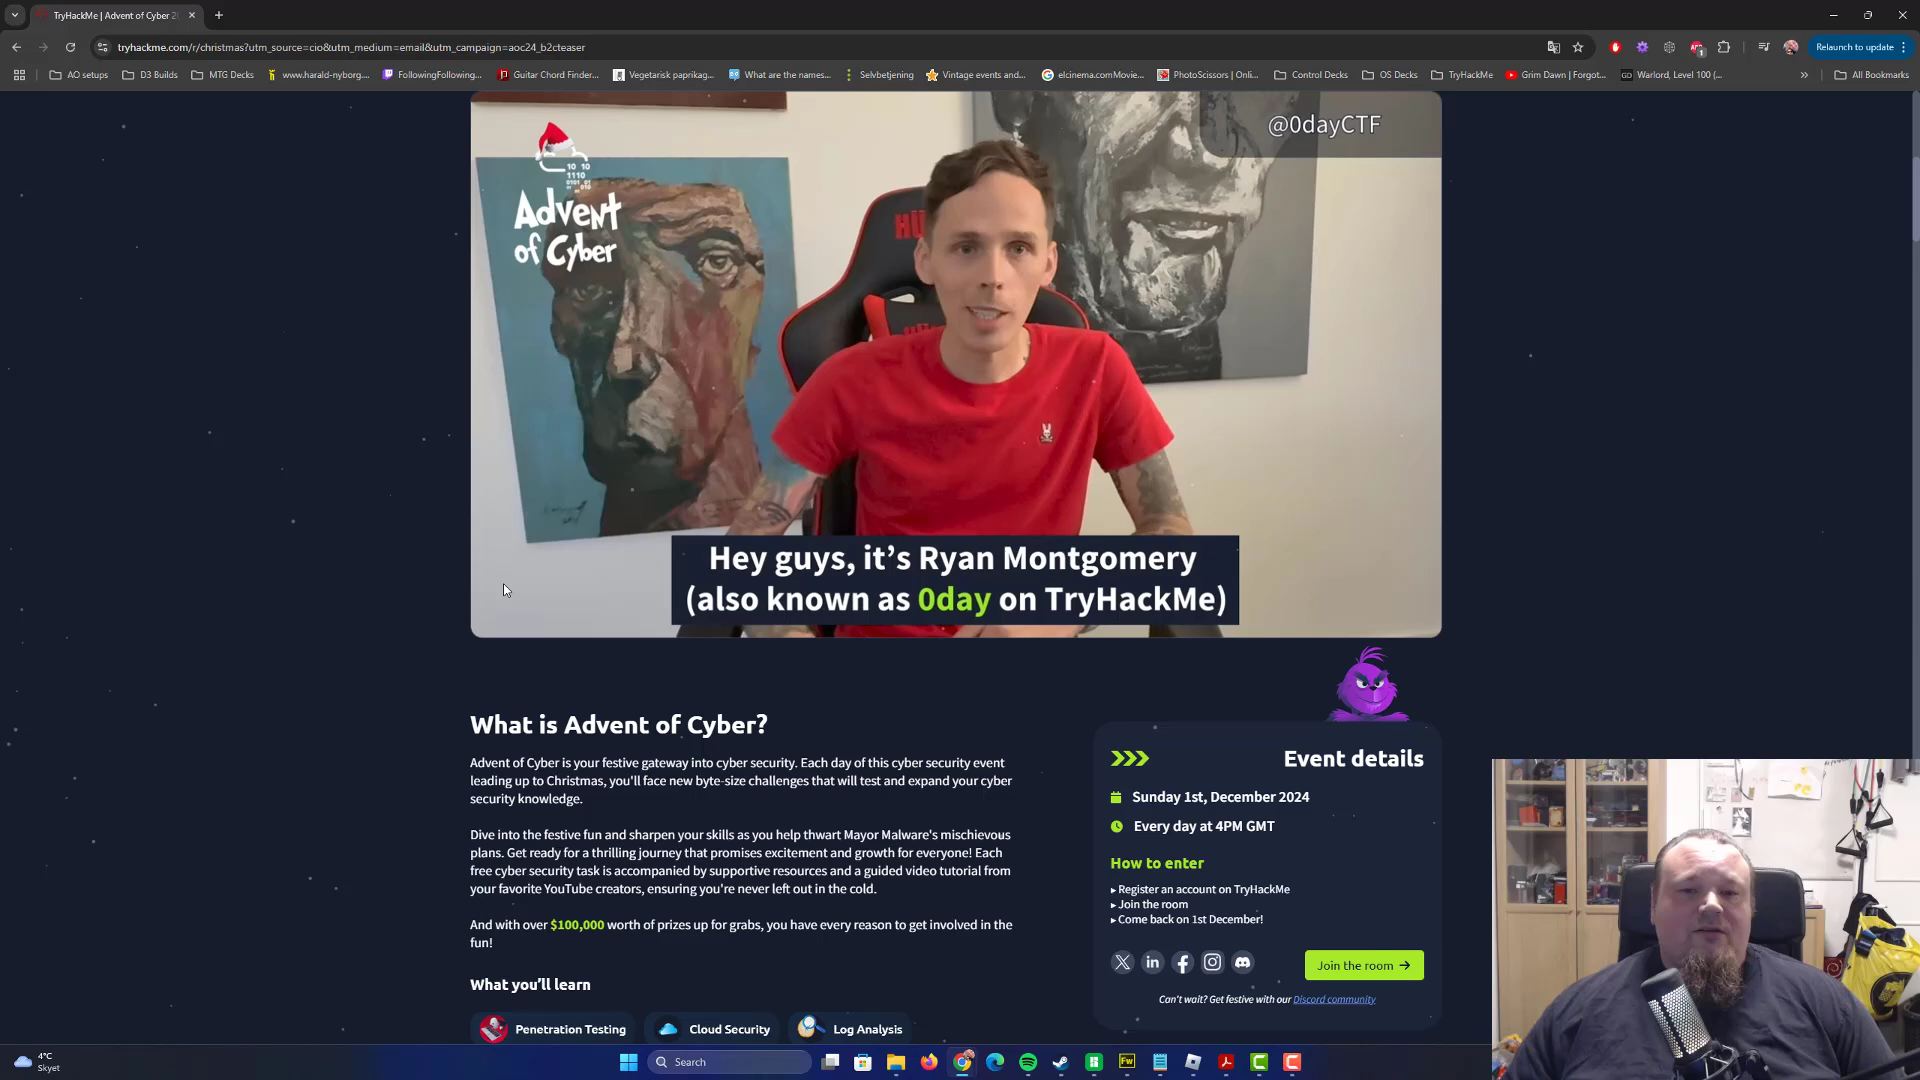 TryHackMe | Advent of Cyber 2
tryhackme.com/r/christmas?utm_source=cio&utm_medium=email&utm_campaign=aoc24_b2cteaser
Relaunch to update
AO setups
D3 Builds
MTG Decks
www.harald-nyborg....
FollowingFollowing...
Guitar Chord Finder...
Vegetarisk paprikag...
What are the names...
Selvbetjening
Vintage events and...
elcinema.comMovie...
PhotoScissors | Onli...
Control Decks
OS Decks
TryHackMe
Grim Dawn | Forgot...
Warlord, Level 100 (...
All Bookmarks
@0dayCTF
Advent
of Cyber
Hey guys, it's Ryan Montgomery
(also known as 0day on TryHackMe)
What is Advent of Cyber?
Advent of Cyber is your festive gateway into cyber security. Each day of this cyber security event
leading up to Christmas, you'll face new byte-size challenges that will test and expand your cyber
security knowledge.
Dive into the festive fun and sharpen your skills as you help thwart Mayor Malware's mischievous
plans. Get ready for a thrilling journey that promises excitement and growth for everyone! Each
free cyber security task is accompanied by supportive resources and a guided video tutorial from
your favorite YouTube creators, ensuring you're never left out in the cold.
And with over $100,000 worth of prizes up for grabs, you have every reason to get involved in the
fun!
What you'll learn
Penetration Testing
Cloud Security
Log Analysis
Event details
Sunday 1st, December 2024
Every day at 4PM GMT
How to enter
▸ Register an account on TryHackMe
▸ Join the room
▸ Come back on 1st December!
Join the room →
Can't wait? Get festive with our Discord community
4°C
Skyet
Search